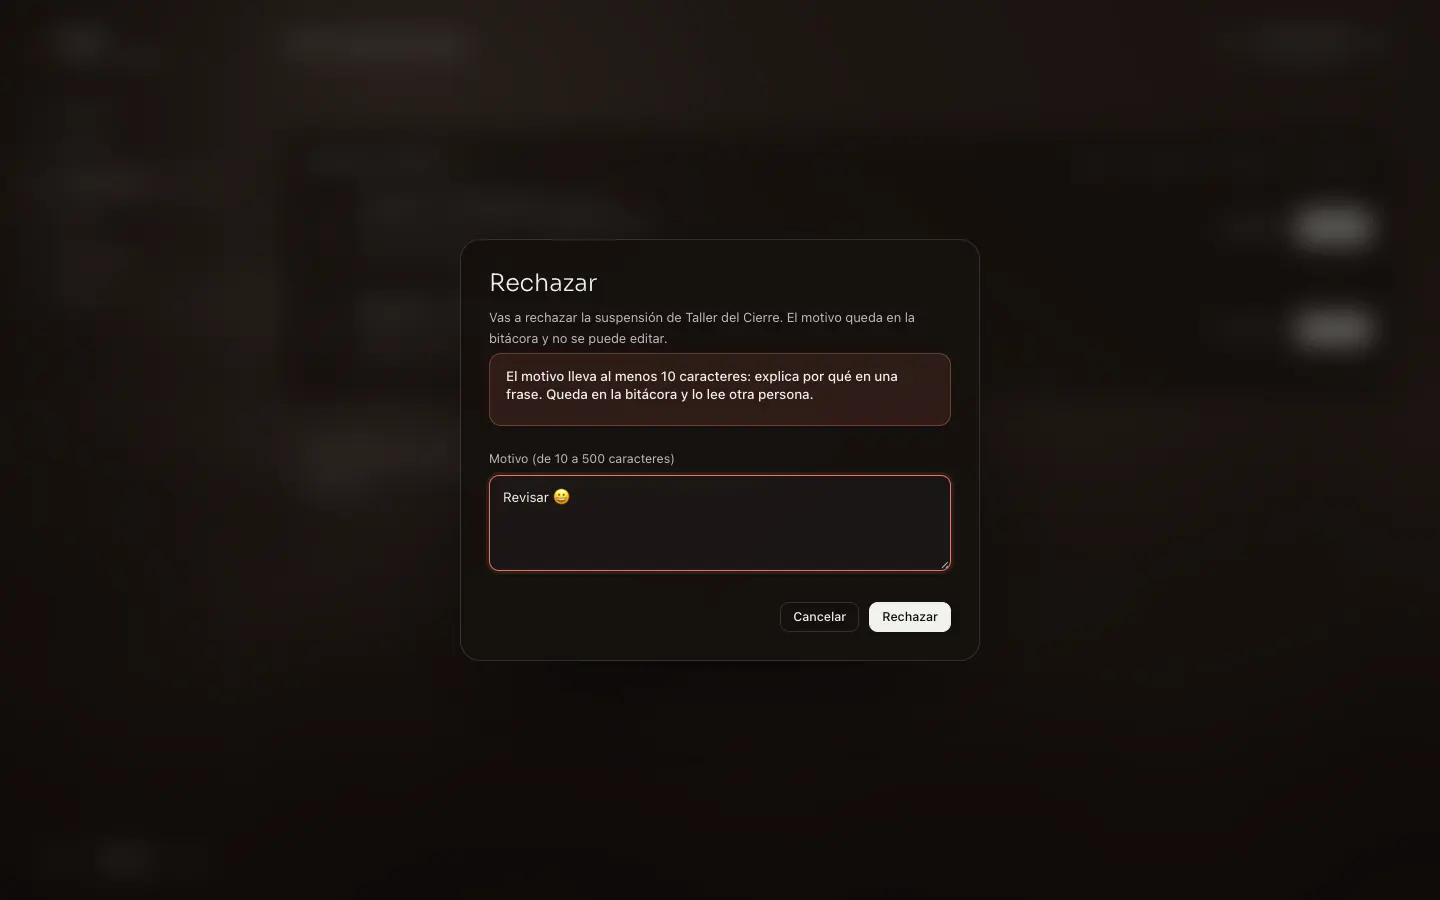 Rechazar
Vas a rechazar la suspensión de Taller del Cierre. El motivo queda en la
bitácora y no se puede editar.
El motivo lleva al menos 10 caracteres: explica por qué en una
frase. Queda en la bitácora y lo lee otra persona.
Motivo (de 10 a 500 caracteres)
Revisar 😀
Cancelar
Rechazar